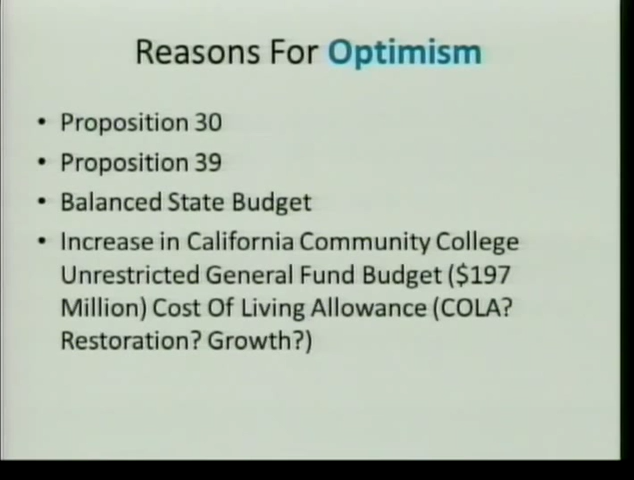 Reasons For Optimism
• Proposition 30
• Proposition 39
• Balanced State Budget
• Increase in California Community College
Unrestricted General Fund Budget ($197
Million) Cost Of Living Allowance (COLA?
Restoration? Growth?)